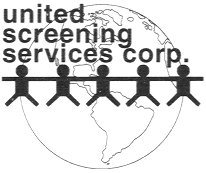 united
screening
services corp.